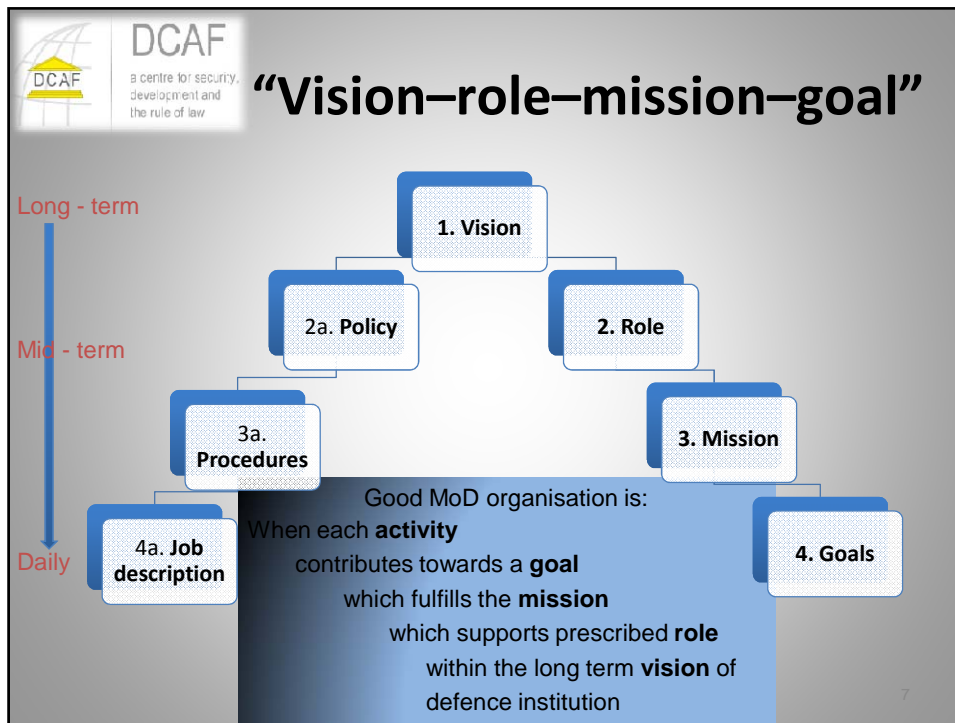 DCAF
DCAF
a centre for security,
development and
the rule of law
“Vision–role–mission–goal”
Long - term
1. Vision
2a. Policy
2. Role
Mid - term
3a.
Procedures
3. Mission
Good MoD organisation is:
When each activity
contributes towards a goal
which fulfills the mission
which supports prescribed role
within the long term vision of
defence institution
Daily
4a. Job
description
4. Goals
7